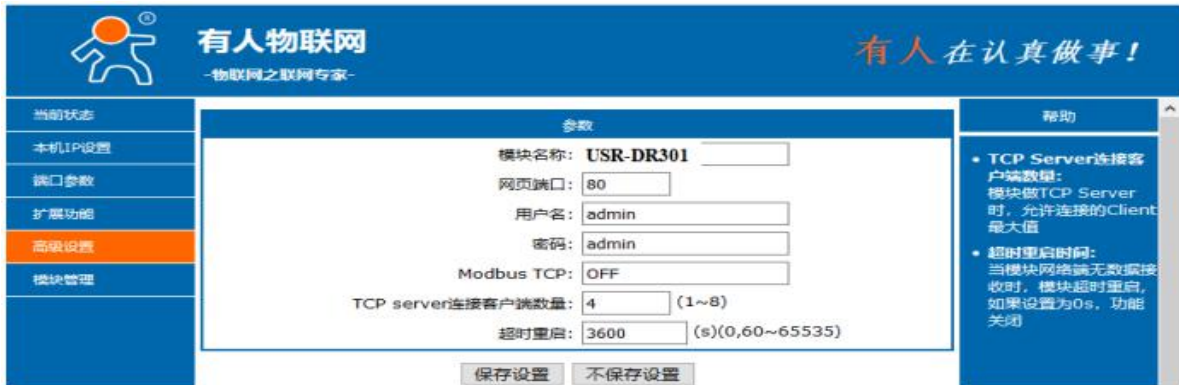 ®
有人物联网
-物联网之联网专家-
有人在认真做事!
当前状态
本机IP设置
端口参数
扩展功能
高级设置
模块管理
参数
模块名称: USR-DR301
网页端口: 80
用户名: admin
密码: admin
Modbus TCP: OFF
TCP server连接客户端数量: 4 (1~8)
超时重启: 3600 (s)(0,60~65535)
保存设置 不保存设置
帮助
• TCP Server连接客
户端数量:
模块做TCP Server
时，允许连接的Client
最大值
• 超时重启时间:
当模块网络端无数据接
收时，模块超时重启，
如果设置为0s，功能
关闭